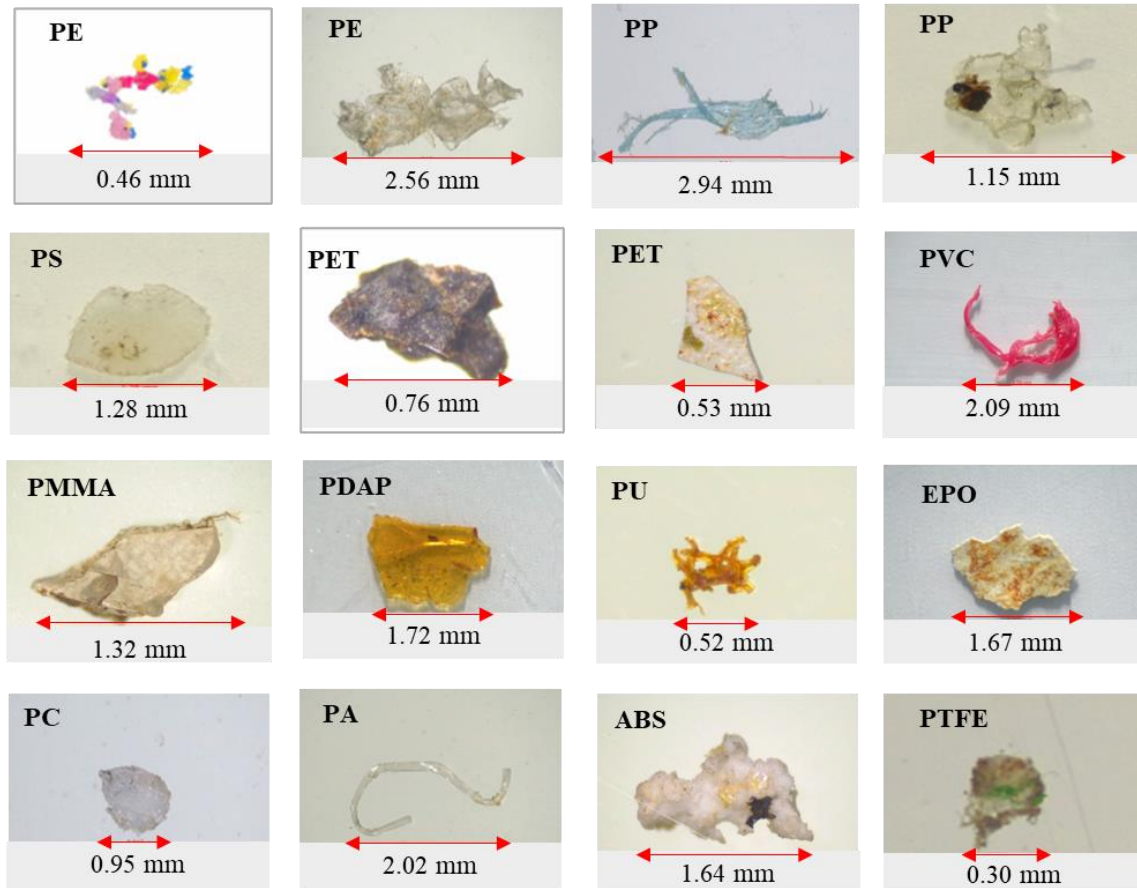 PE
0.46 mm
PE
2.56 mm
PP
2.94 mm
PP
1.15 mm
PS
1.28 mm
PET
0.76 mm
PET
0.53 mm
PVC
2.09 mm
PMMA
1.32 mm
PDAP
1.72 mm
PU
0.52 mm
EPO
1.67 mm
PC
0.95 mm
PA
2.02 mm
ABS
1.64 mm
PTFE
0.30 mm